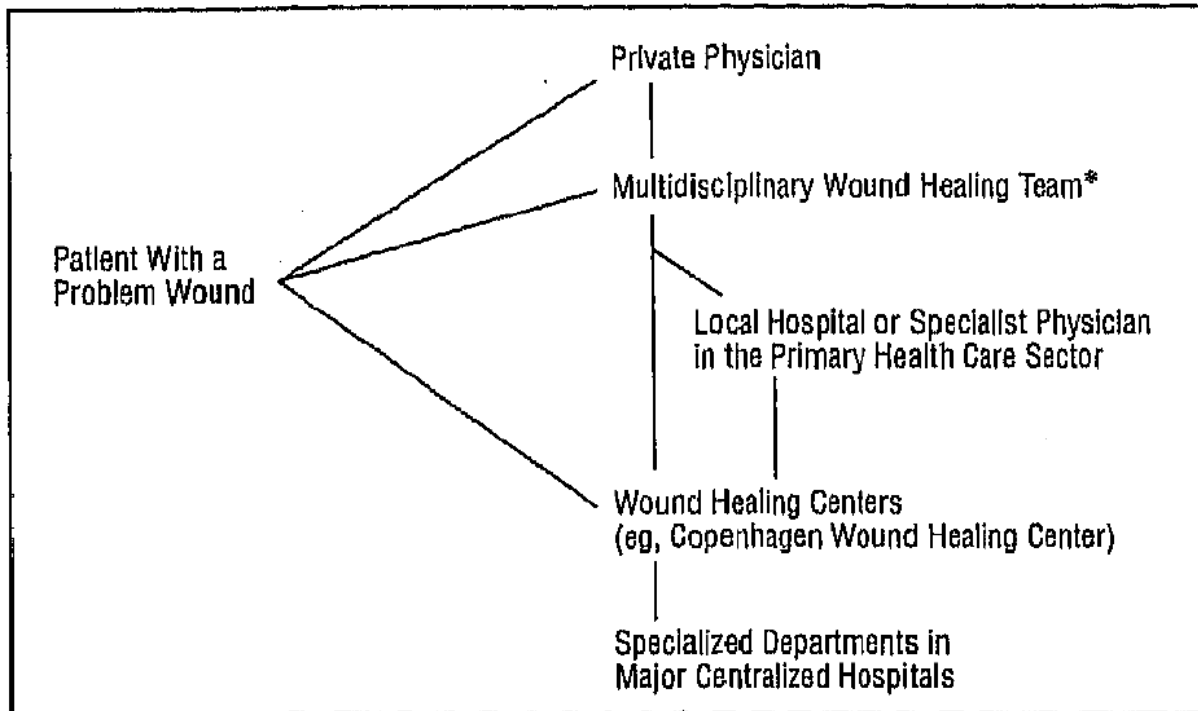 Private Physician
Multidisciplinary Wound Healing Team*
Patient With a
Problem Wound
Local Hospital or Specialist Physician
in the Primary Health Care Sector
Wound Healing Centers
(eg, Copenhagen Wound Healing Center)
Specialized Departments in
Major Centralized Hospitals